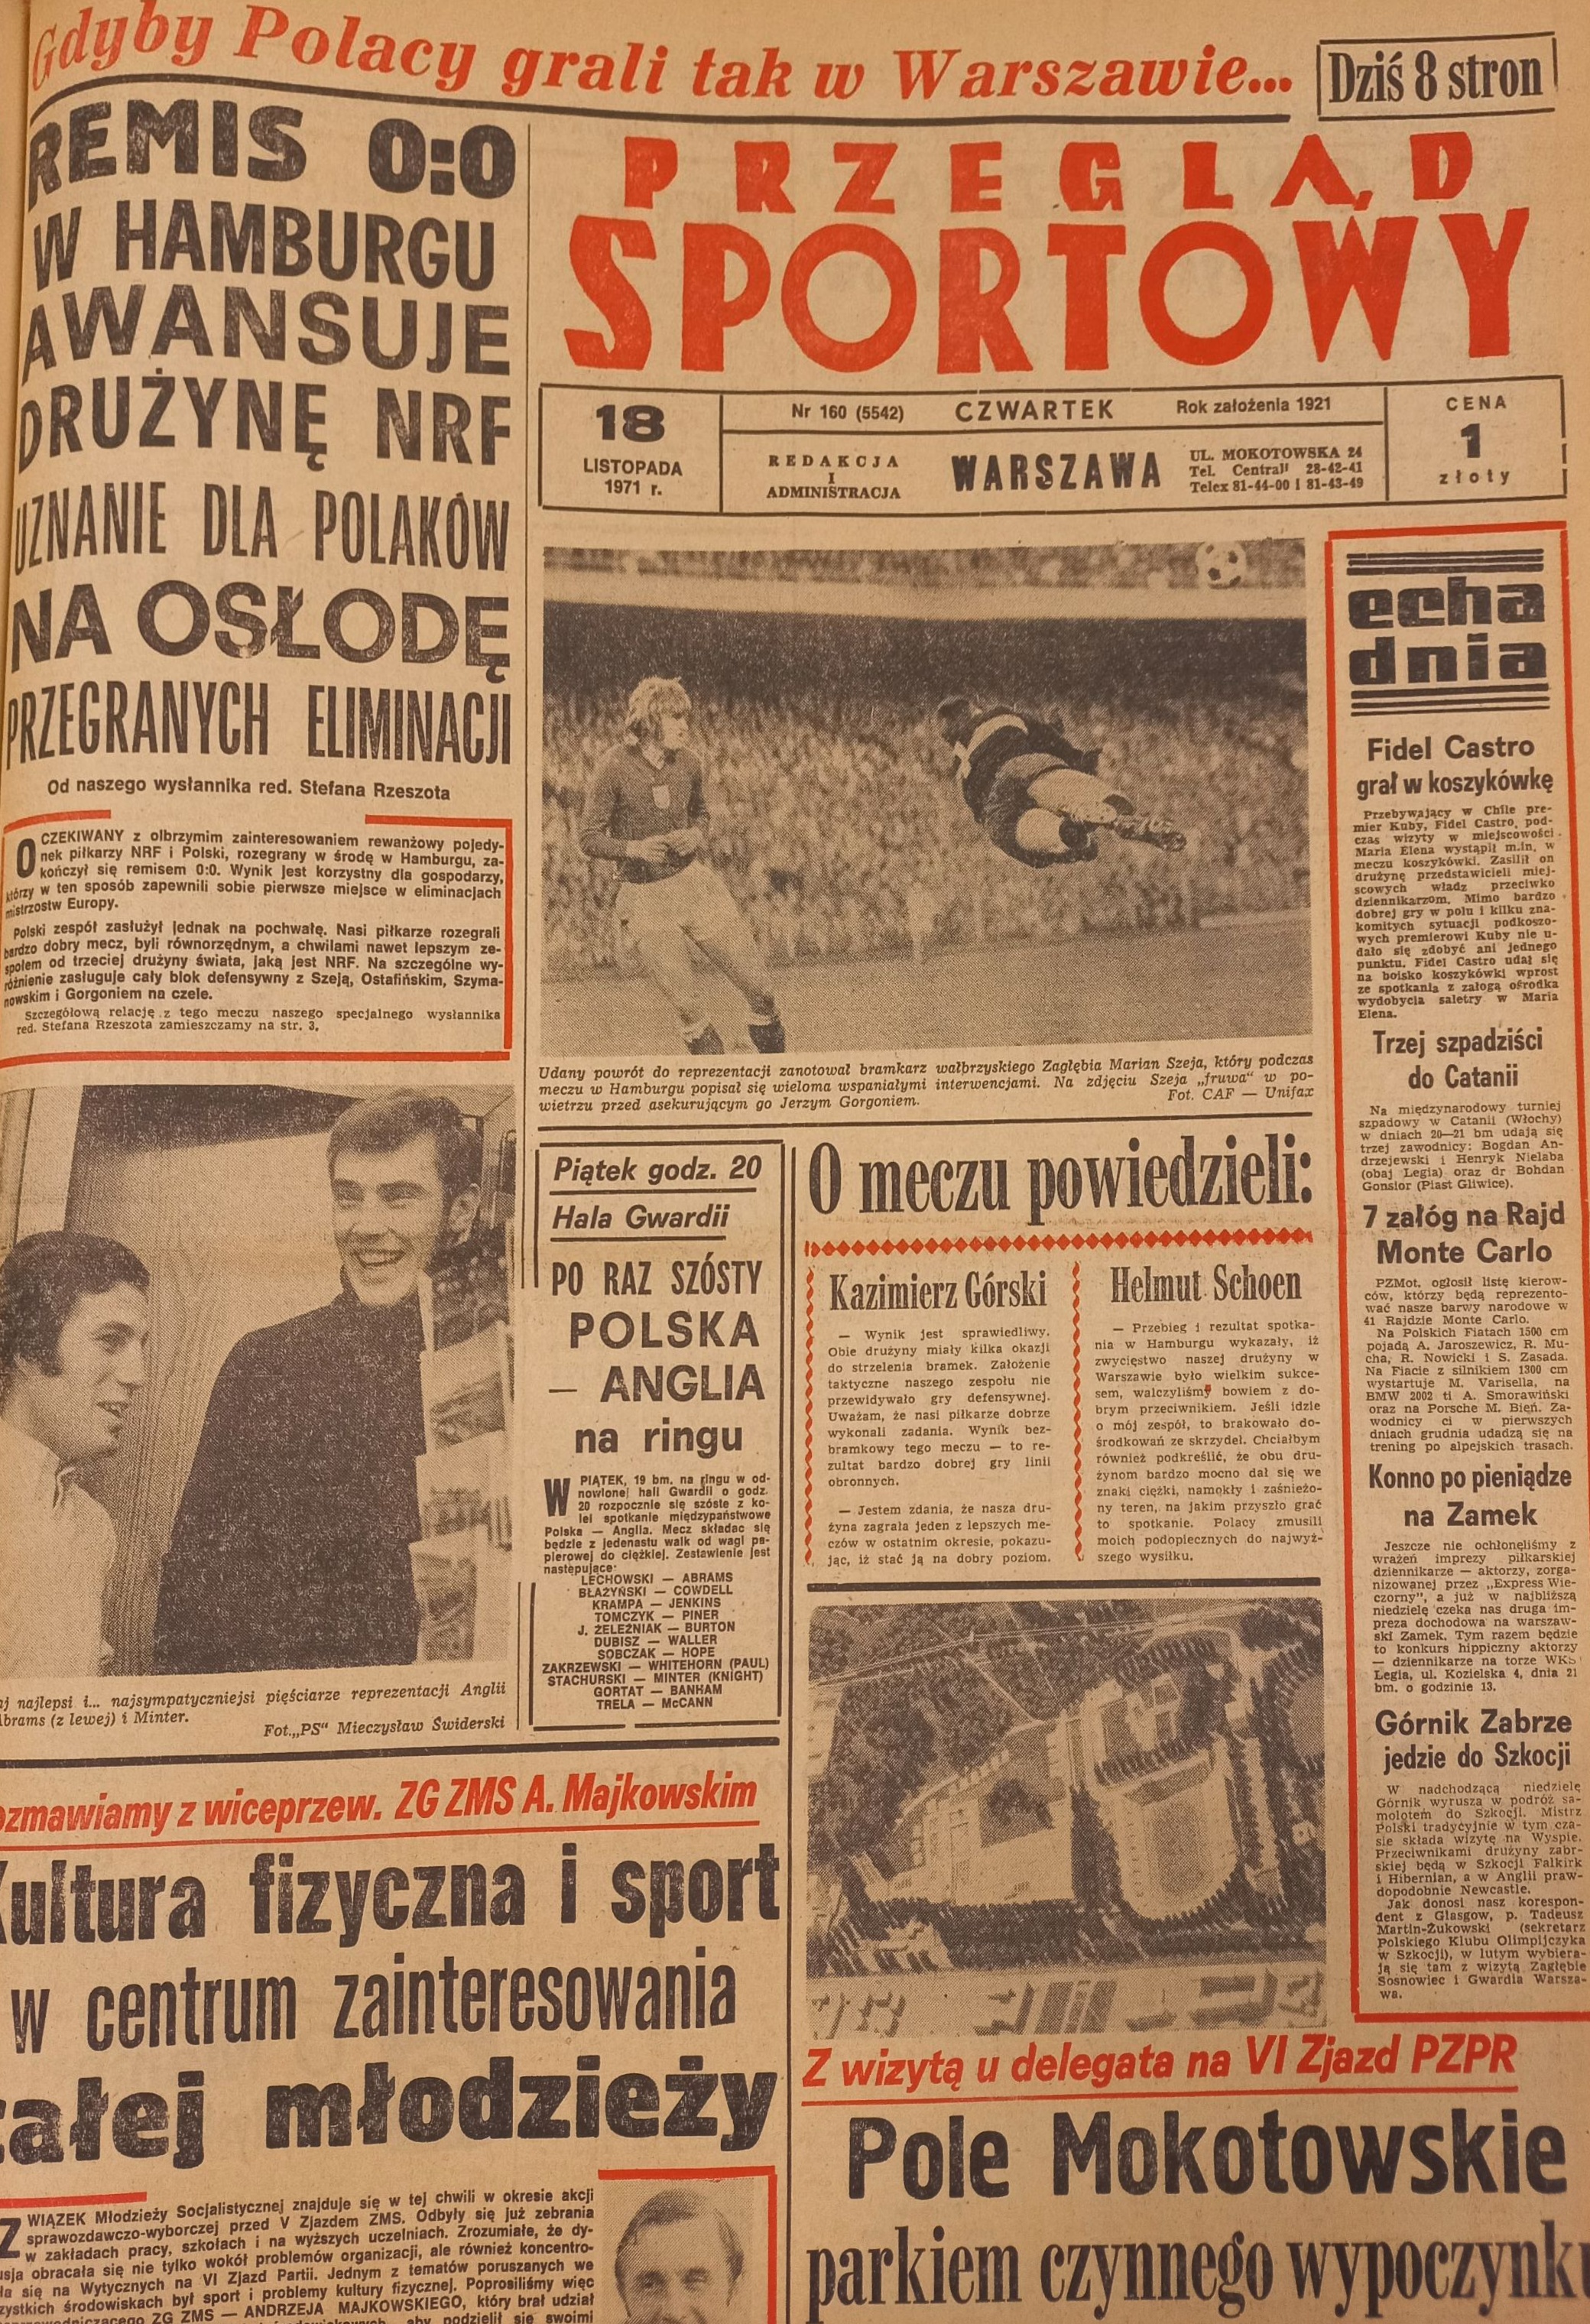 Gdyby Polacy grali tak w Warszawie...
Dziś 8 stron
REMIS 0:0
W HAMBURGU
AWANSUJE
DRUŻYNĘ NRF
UZNANIE DLA POLAKÓW
NA OSŁODĘ
PRZEGRANYCH ELIMINACJI
Od naszego wysłannika red. Stefana Rzeszota
OCZEKIWANY z olbrzymim zainteresowaniem rewanżowy pojedy-
nek piłkarzy NRF i Polski, rozegrany w środę w Hamburgu, za-
kończył się remisem 0:0. Wynik jest korzystny dla gospodarzy,
którzy w ten sposób zapewnili sobie pierwsze miejsce w eliminacjach
mistrzostw Europy.
Polski zespół zasłużył jednak na pochwałę. Nasi piłkarze rozegrali
bardzo dobry mecz, byli równorzędnym, a chwilami nawet lepszym ze-
społem od trzeciej drużyny świata, jaką jest NRF. Na szczególne wy-
różnienie zasługuje cały blok defensywny z Szeją, Ostafińskim, Szyma-
nowskim i Gorgoniem na czele.
Szczegółową relację z tego meczu naszego specjalnego wysłannika
red. Stefana Rzeszota zamieszczamy na str. 3.
PRZEGLĄD
SPORTOWY
18
LISTOPADA
1971 r.
Nr 160 (5542) CZWARTEK Rok założenia 1921
REDAKCJA
I
ADMINISTRACJA
WARSZAWA
UL. MOKOTOWSKA 24
Tel. Centrali 28-42-41
Telex 81-44-00 i 81-43-49
CENA
1
złoty
Udany powrót do reprezentacji zanotował bramkarz wałbrzyskiego Zagłębia Marian Szeja, który podczas
meczu w Hamburgu popisał się wieloma wspaniałymi interwencjami. Na zdjęciu Szeja „fruwa" w po-
wietrzu przed asekurującym go Jerzym Gorgoniem.
Fot. CAF — Unifax
echa
dnia
Fidel Castro
grał w koszykówkę
Przebywający w Chile pre-
mier Kuby, Fidel Castro, pod-
czas wizyty w miejscowości
Maria Elena wystąpił m.in. w
meczu koszykówki. Zasilił on
drużynę przedstawicieli miej-
scowych władz przeciwko
dziennikarzom. Mimo bardzo
dobrej gry w polu i kilku zna-
komitych sytuacji podkoszo-
wych premierowi Kuby nie u-
dało się zdobyć ani jednego
punktu. Fidel Castro udał się
na boisko koszykówki wprost
ze spotkania z załogą ośrodka
wydobycia saletry w Maria
Elena.
Trzej szpadziści
do Catanii
Na międzynarodowy turniej
szpadowy w Catanii (Włochy)
w dniach 20—21 bm udają się
trzej zawodnicy: Bogdan An-
drzejewski i Henryk Nielaba
(obaj Legia) oraz dr Bohdan
Gonsior (Piast Gliwice).
7 załóg na Rajd
Monte Carlo
PZMot. ogłosił listę kierow-
ców, którzy będą reprezento-
wać nasze barwy narodowe w
41 Rajdzie Monte Carlo.
Na Polskich Fiatach 1500 cm
pojadą A. Jaroszewicz, R. Mu-
cha, R. Nowicki i S. Zasada.
Na Fiacie z silnikiem 1300 cm
wystartuje M. Varisella, na
BMW 2002 ti A. Smorawiński
oraz na Porsche M. Bień. Za-
wodnicy ci w pierwszych
dniach grudnia udadzą się na
trening po alpejskich trasach.
Konno po pieniądze
na Zamek
Jeszcze nie ochłonęliśmy z
wrażeń imprezy piłkarskiej
dziennikarze — aktorzy, zorga-
nizowanej przez „Express Wie-
czorny", a już w najbliższą
niedzielę czeka nas druga im-
preza dochodowa na warszaw-
ski Zamek. Tym razem będzie
to konkurs hippiczny aktorzy
— dziennikarze na torze WKS
Legia, ul. Kozielska 4, dnia 21
bm. o godzinie 13.
Górnik Zabrze
jedzie do Szkocji
W nadchodzącą niedzielę
Górnik wyrusza w podróż sa-
molotem do Szkocji. Mistrz
Polski tradycyjnie w tym cza-
sie składa wizytę na Wyspie.
Przeciwnikami drużyny zabr-
skiej będą w Szkocji Falkirk
i Hibernian, a w Anglii praw-
dopodobnie Newcastle.
Jak donosi nasz korespon-
dent z Glasgow, p. Tadeusz
Martin-Żukowski (sekretarz
Polskiego Klubu Olimpijczyka
w Szkocji), w lutym wybiera-
ją się tam z wizytą Zagłębie
Sosnowiec i Gwardia Warsza-
wa.
j najlepsi i... najsympatyczniejsi pięściarze reprezentacji Anglii
Abrams (z lewej) i Minter.
Fot. „PS" Mieczysław Świderski
Piątek godz. 20
Hala Gwardii
PO RAZ SZÓSTY
POLSKA
— ANGLIA
na ringu
W PIĄTEK, 19 bm. na ringu w od-
nowionej hali Gwardii o godz.
20 rozpocznie się szóste z ko-
lei spotkanie międzypaństwowe
Polska — Anglia. Mecz składać się
będzie z jedenastu walk od wagi pa-
pierowej do ciężkiej. Zestawienie jest
następujące:
LECHOWSKI — ABRAMS
BŁAŻYŃSKI — COWDELL
KRAMPA — JENKINS
TOMCZYK — PINER
J. ŻELEŹNIAK — BURTON
DUBISZ — WALLER
SOBCZAK — HOPE
ZAKRZEWSKI — WHITEHORN (PAUL)
STACHURSKI — MINTER (KNIGHT)
GORTAT — BANHAM
TRELA — McCANN
O meczu powiedzieli:
Kazimierz Górski
— Wynik jest sprawiedliwy.
Obie drużyny miały kilka okazji
do strzelenia bramek. Założenie
taktyczne naszego zespołu nie
przewidywało gry defensywnej.
Uważam, że nasi piłkarze dobrze
wykonali zadania. Wynik bez-
bramkowy tego meczu — to re-
zultat bardzo dobrej gry linii
obronnych.
— Jestem zdania, że nasza dru-
żyna zagrała jeden z lepszych me-
czów w ostatnim okresie, pokazu-
jąc, iż stać ją na dobry poziom.
Helmut Schoen
— Przebieg i rezultat spotka-
nia w Hamburgu wykazały, iż
zwycięstwo naszej drużyny w
Warszawie było wielkim sukce-
sem, walczyliśmy bowiem z do-
brym przeciwnikiem. Jeśli idzie
o mój zespół, to brakowało do-
środkowań ze skrzydeł. Chciałbym
również podkreślić, że obu dru-
żynom bardzo mocno dał się we
znaki ciężki, namokły i zaśnieżo-
ny teren, na jakim przyszło grać
to spotkanie. Polacy zmusili
moich podopiecznych do najwyż-
szego wysiłku.
ozmawiamy z wiceprzew. ZG ZMS A. Majkowskim
Kultura fizyczna i sport
w centrum zainteresowania
całej młodzieży
ZWIĄZEK Młodzieży Socjalistycznej znajduje się w tej chwili w okresie akcji
sprawozdawczo-wyborczej przed V Zjazdem ZMS. Odbyły się już zebrania
w zakładach pracy, szkołach i na wyższych uczelniach. Zrozumiałe, że dy-
usja obracała się nie tylko wokół problemów organizacji, ale również koncentro-
ła się na Wytycznych na VI Zjazd Partii. Jednym z tematów poruszanych we
zystkich środowiskach był sport i problemy kultury fizycznej. Poprosiliśmy więc
ZG ZMS — ANDRZEJA MAJKOWSKIEGO, który brał udział
aby podzielił się swoimi
Z wizytą u delegata na VI Zjazd PZPR
Pole Mokotowskie
parkiem czynnego wypoczynk